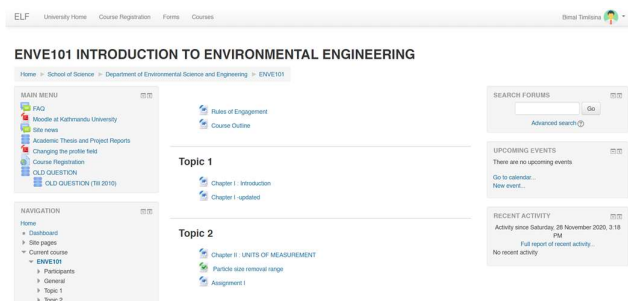 ELF University Home Course Registration Forms Courses Bimal Timilsina
ENVE101 INTRODUCTION TO ENVIRONMENTAL ENGINEERING
Home School of Science Department of Environmental Science and Engineering ENVE101
MAIN MENU
FAQ
Moodle at Kathmandu University
Site news
Academic Thesis and Project Reports
Changing the profile field
Course Registration
OLD QUESTION
OLD QUESTION (Till 2010)
NAVIGATION
Home
Dashboard
Site pages
Current course
ENVE101
Participants
General
Topic 1
Topic 2
Rules of Engagement
Course Outline
Topic 1
Chapter I : Introduction
Chapter I -updated
Topic 2
Chapter II : UNITS OF MEASUREMENT
Particle size removal range
Assignment I
SEARCH FORUMS
Go
Advanced search
UPCOMING EVENTS
There are no upcoming events
Go to calendar...
New event...
RECENT ACTIVITY
Activity since Saturday, 28 November 2020, 3:18
PM
Full report of recent activity...
No recent activity